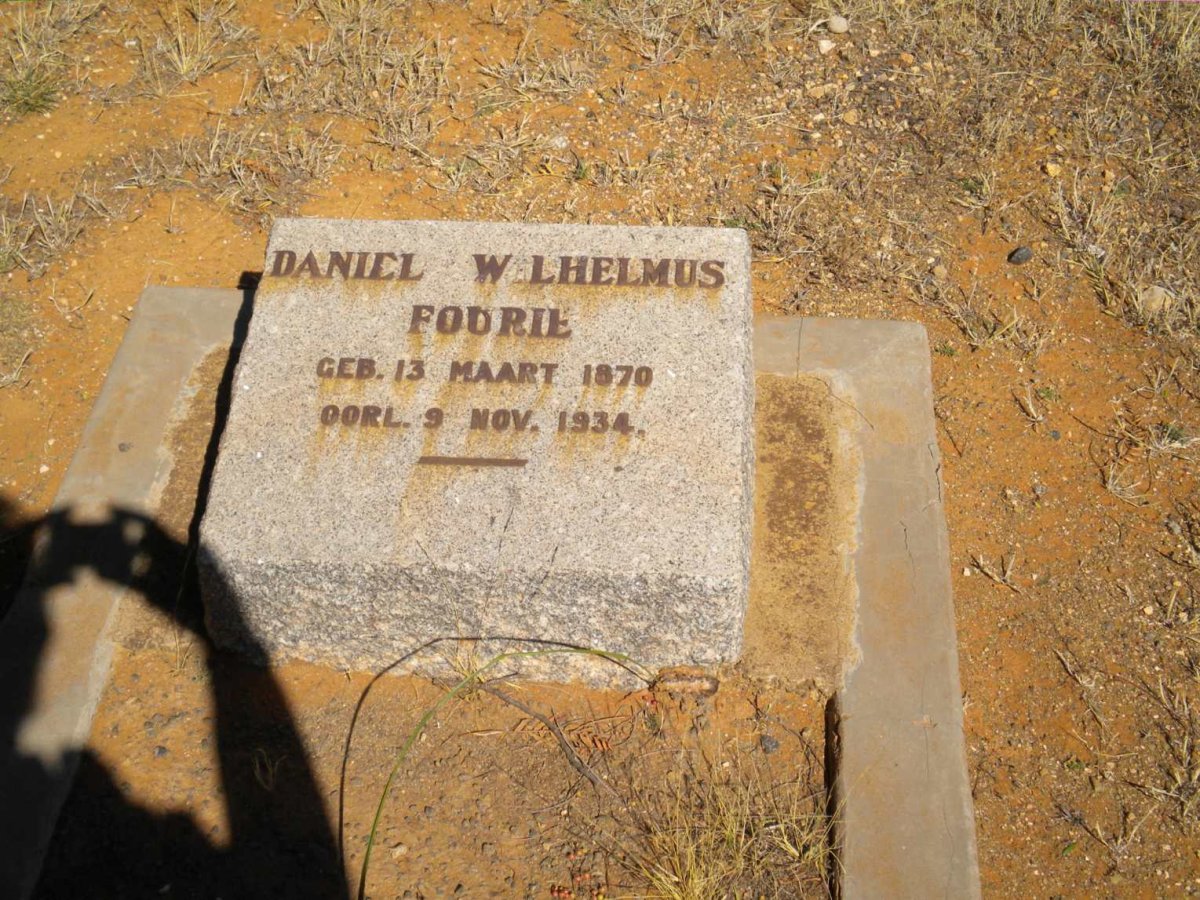 DANIEL W LHELMUS
FOURIE
GEB. 13 MAART 1870
OORL. 9 NOV. 1934.